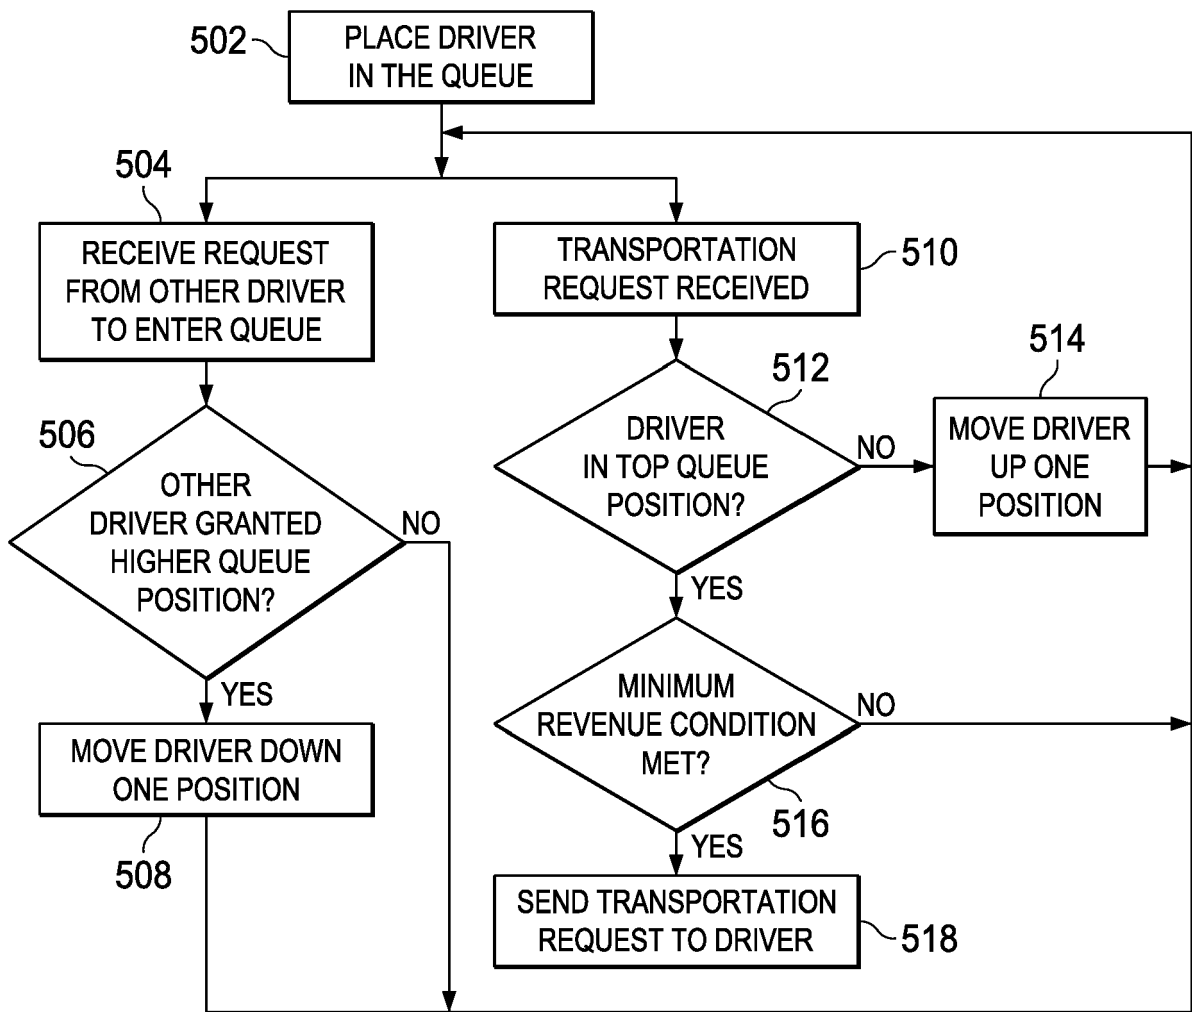 502
PLACE DRIVER
IN THE QUEUE
504
RECEIVE REQUEST
FROM OTHER DRIVER
TO ENTER QUEUE
506
OTHER
DRIVER GRANTED
HIGHER QUEUE
POSITION?
NO
YES
MOVE DRIVER DOWN
ONE POSITION
508
TRANSPORTATION
REQUEST RECEIVED
510
512
DRIVER
IN TOP QUEUE
POSITION?
NO
514
MOVE DRIVER
UP ONE
POSITION
YES
MINIMUM
REVENUE CONDITION
MET?
NO
516
YES
SEND TRANSPORTATION
REQUEST TO DRIVER
518